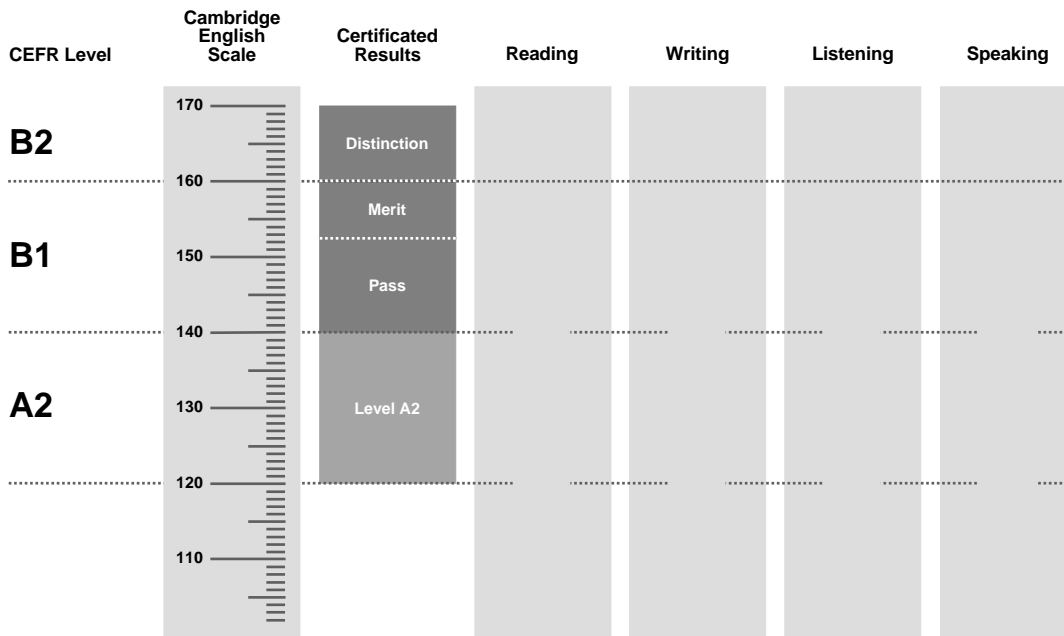 CEFR Level
Cambridge
English
Scale
Certificated
Results
Reading
Writing
Listening
Speaking
170
B2
Distinction
160
Merit
B1
150
Pass
140
A2
130
Level A2
120
110